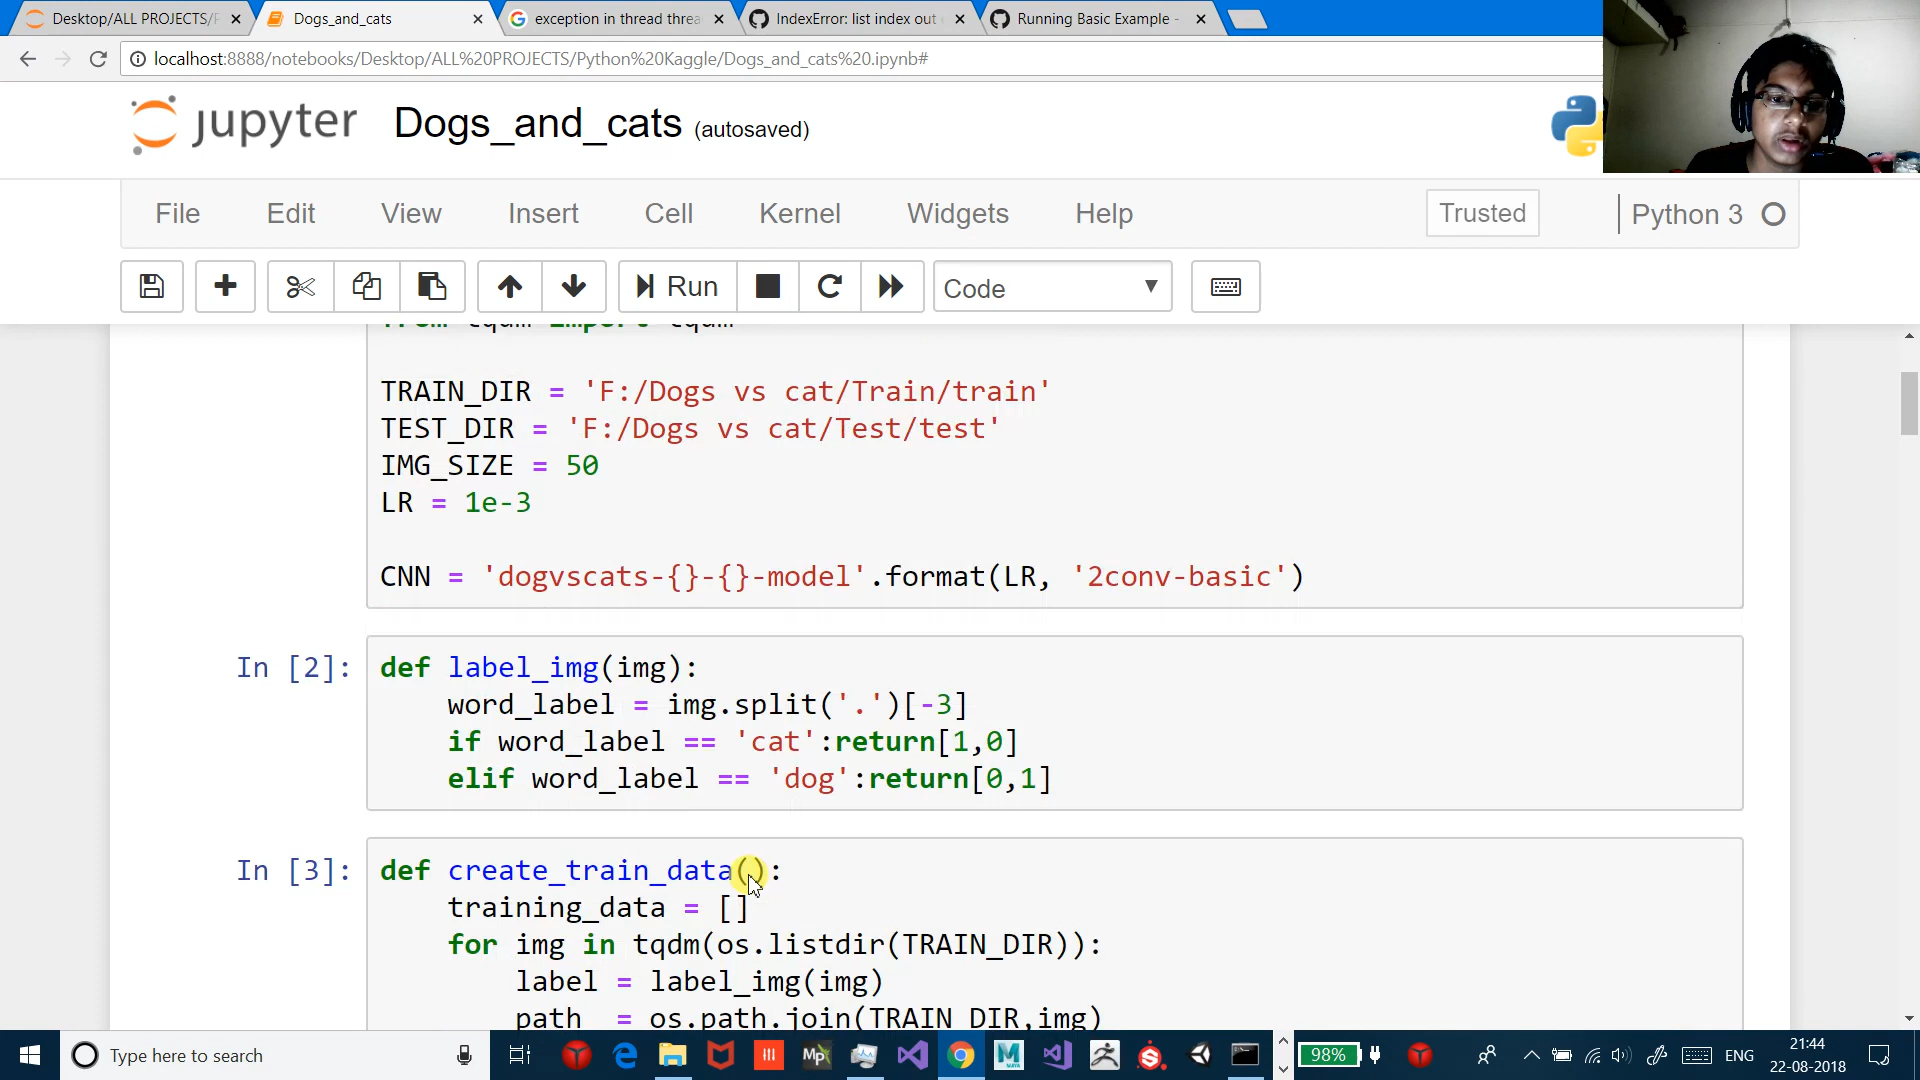 Desktop/ALL PROJECTS/P
Dogs_and_cats
exception in thread threa
IndexError: list index out
Running Basic Example -
localhost:8888/notebooks/Desktop/ALL%20PROJECTS/Python%20Kaggle/Dogs_and_cats%20.ipynb#
jupyter Dogs_and_cats (autosaved)
File Edit View Insert Cell Kernel Widgets Help Trusted Python 3
Run Code
from tqdm import tqdm
TRAIN_DIR = 'F:/Dogs vs cat/Train/train'
TEST_DIR = 'F:/Dogs vs cat/Test/test'
IMG_SIZE = 50
LR = 1e-3
CNN = 'dogvscats-{}-{}-model'.format(LR, '2conv-basic')
In [2]: def label_img(img):
word_label = img.split('.')[-3]
if word_label == 'cat':return[1,0]
elif word_label == 'dog':return[0,1]
In [3]: def create_train_data():
training_data = []
for img in tqdm(os.listdir(TRAIN_DIR)):
label = label_img(img)
path = os.path.join(TRAIN_DIR,img)
Type here to search
Mp
MAYA
98%
ENG
21:44
22-08-2018